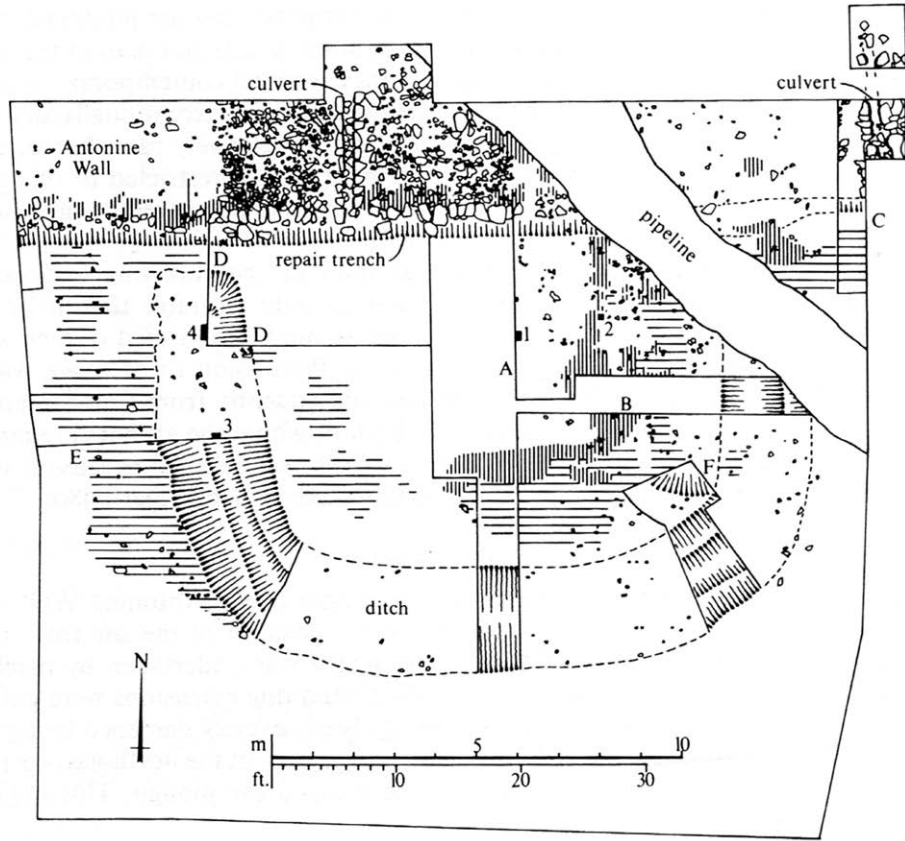 culvert
culvert
Antonine
Wall
C
pipeline
repair trench
D
4
D
1
2
A
B
3
E
F
ditch
N
m 5 10
ft. 10 20 30